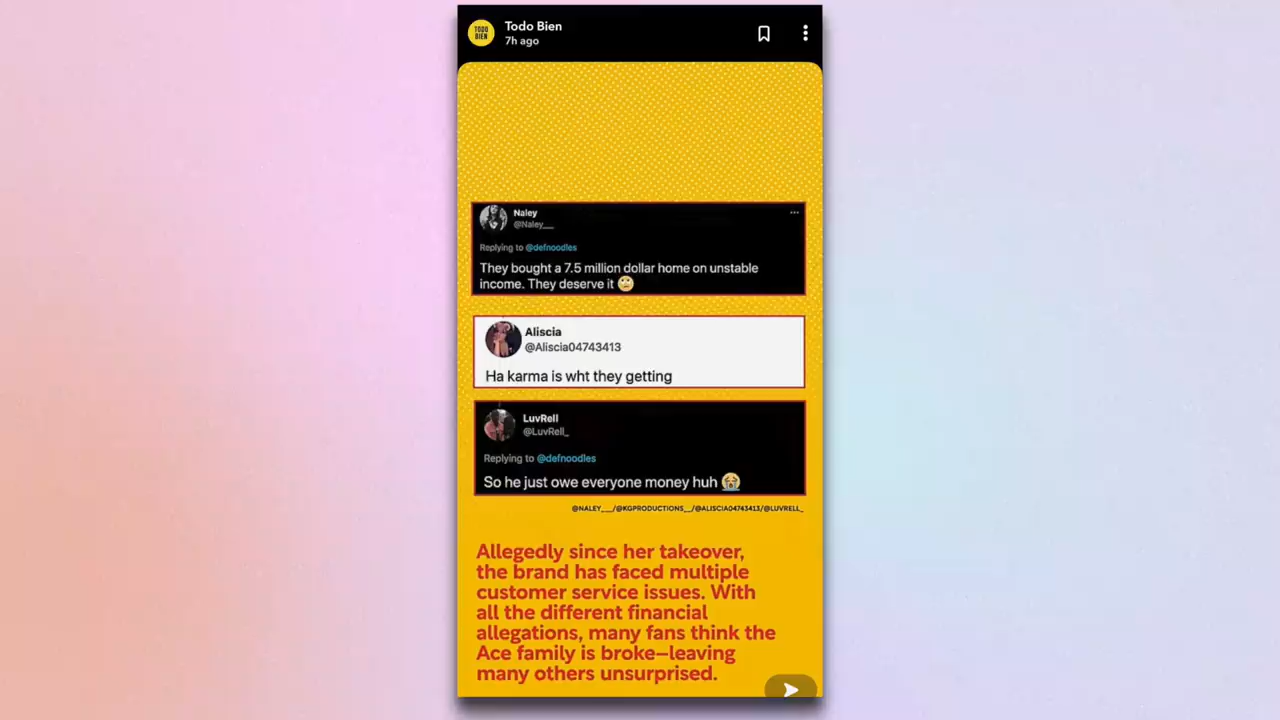 TODO
BIEN
Todo Bien
7h ago
Naley
@Naley___
Replying to @defnoodles
They bought a 7.5 million dollar home on unstable
income. They deserve it 🙄
Aliscia
@Aliscia04743413
Ha karma is wht they getting
LuvRell
@LuvRell_
Replying to @defnoodles
So he just owe everyone money huh 😭
@NALEY___/@KGPRODUCTIONS__/@ALISCIA04743413/@LUVRELL_
Allegedly since her takeover,
the brand has faced multiple
customer service issues. With
all the different financial
allegations, many fans think the
Ace family is broke—leaving
many others unsurprised.